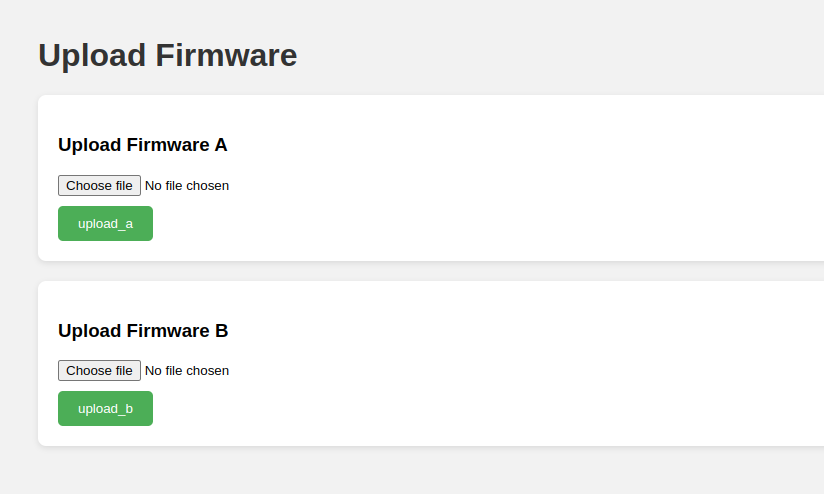 Upload Firmware
Upload Firmware A
Choose file No file chosen
upload_a
Upload Firmware B
Choose file No file chosen
upload_b